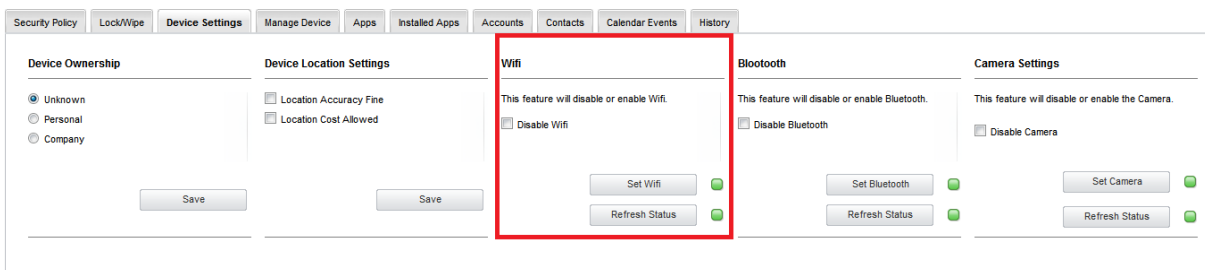 Security Policy Lock/Wipe Device Settings Manage Device Apps Installed Apps Accounts Contacts Calendar Events History
Device Ownership
Unknown
Personal
Company
Save
Device Location Settings
Location Accuracy Fine
Location Cost Allowed
Save
Wifi
This feature will disable or enable Wifi.
Disable Wifi
Set Wifi
Refresh Status
Blootooth
This feature will disable or enable Bluetooth.
Disable Bluetooth
Set Bluetooth
Refresh Status
Camera Settings
This feature will disable or enable the Camera.
Disable Camera
Set Camera
Refresh Status